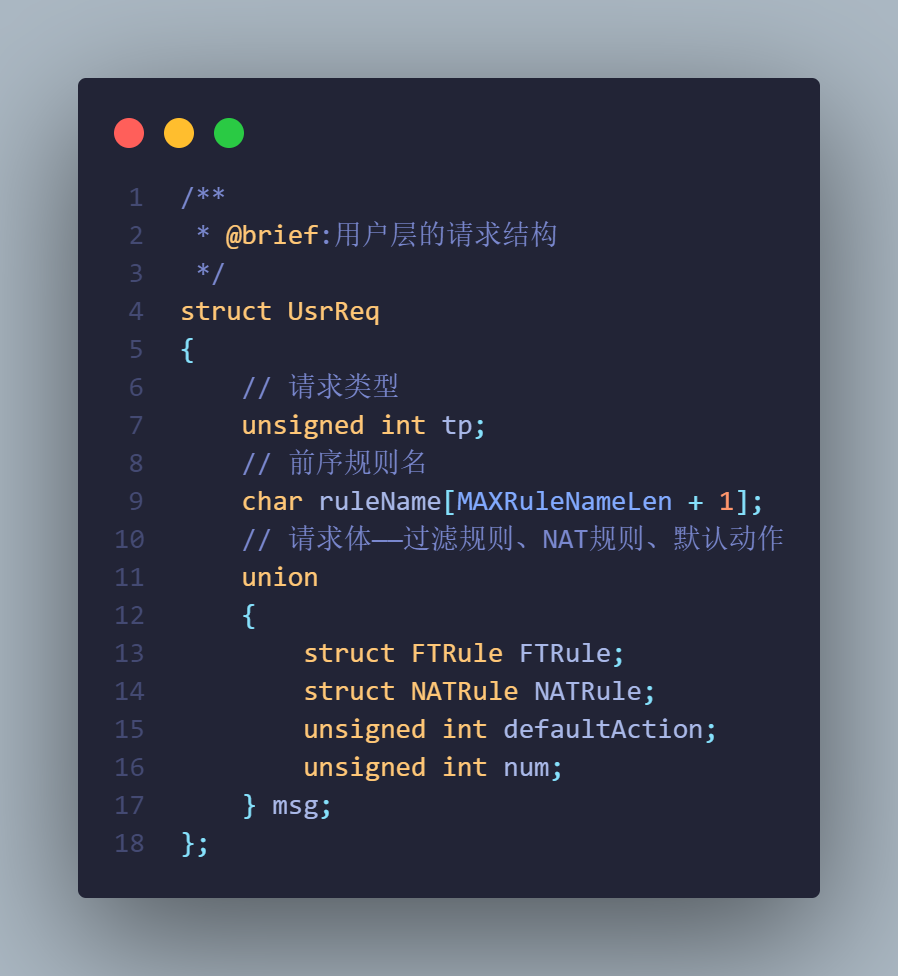 1 /**
2  * @brief:用户层的请求结构
3  */
4 struct UsrReq
5 {
6     // 请求类型
7     unsigned int tp;
8     // 前序规则名
9     char ruleName[MAXRuleNameLen + 1];
10     // 请求体——过滤规则、NAT规则、默认动作
11     union
12     {
13         struct FTRule FTRule;
14         struct NATRule NATRule;
15         unsigned int defaultAction;
16         unsigned int num;
17     } msg;
18 };